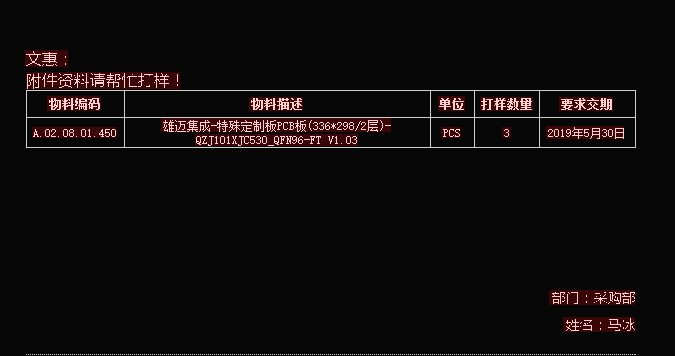 文惠：
附件资料请帮忙打样！
物料编码 物料描述 单位 打样数量 要求交期
A.02.08.01.450 雄迈集成-特殊定制板PCB板(336*298/2层)-QZJ101XJC530_QFN96-FT V1.03 PCS 3 2019年5月30日
部门：采购部
姓名：马冰